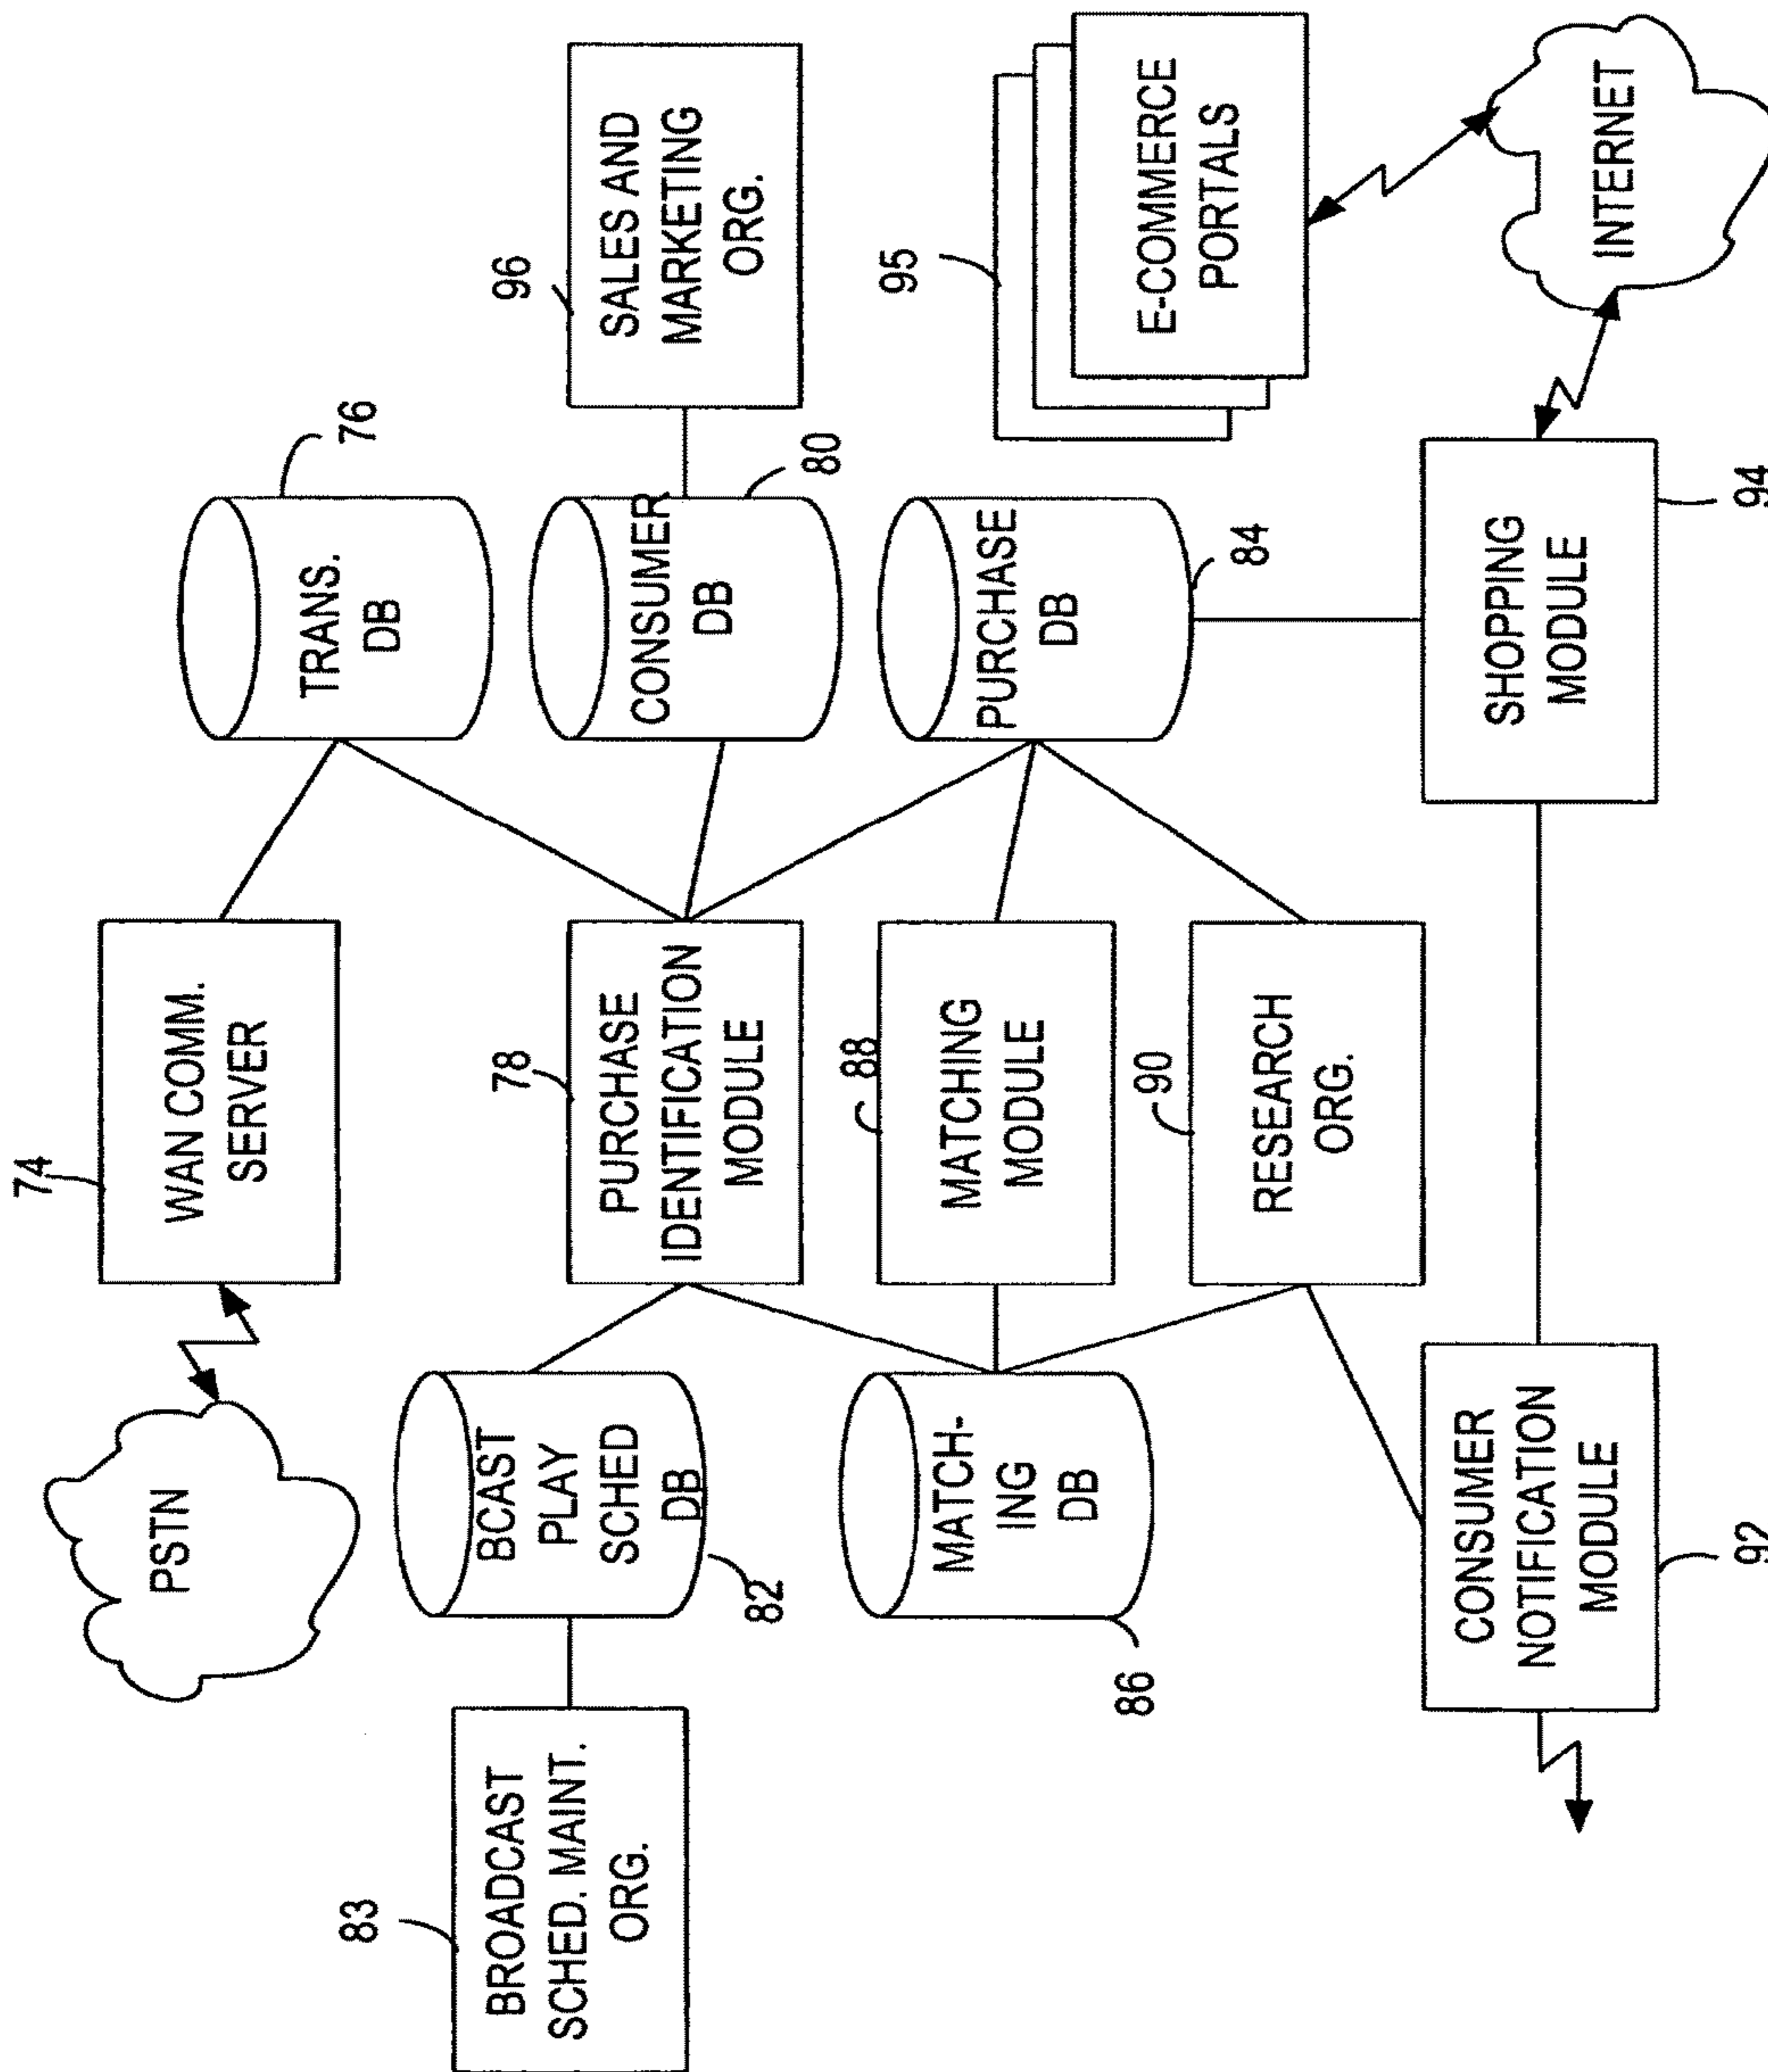 74
WAN COMM.
SERVER
PSTN
76
TRANS.
DB
83
BROADCAST
SCHED. MAINT.
ORG.
BCAST
PLAY
SCHED
DB
82
78
PURCHASE
IDENTIFICATION
MODULE
CONSUMER
DB
80
96
SALES AND
MARKETING
ORG.
MATCH-
ING
DB
86
88
MATCHING
MODULE
PURCHASE
DB
84
95
E-COMMERCE
PORTALS
90
RESEARCH
ORG.
CONSUMER
NOTIFICATION
MODULE
92
SHOPPING
MODULE
94
INTERNET